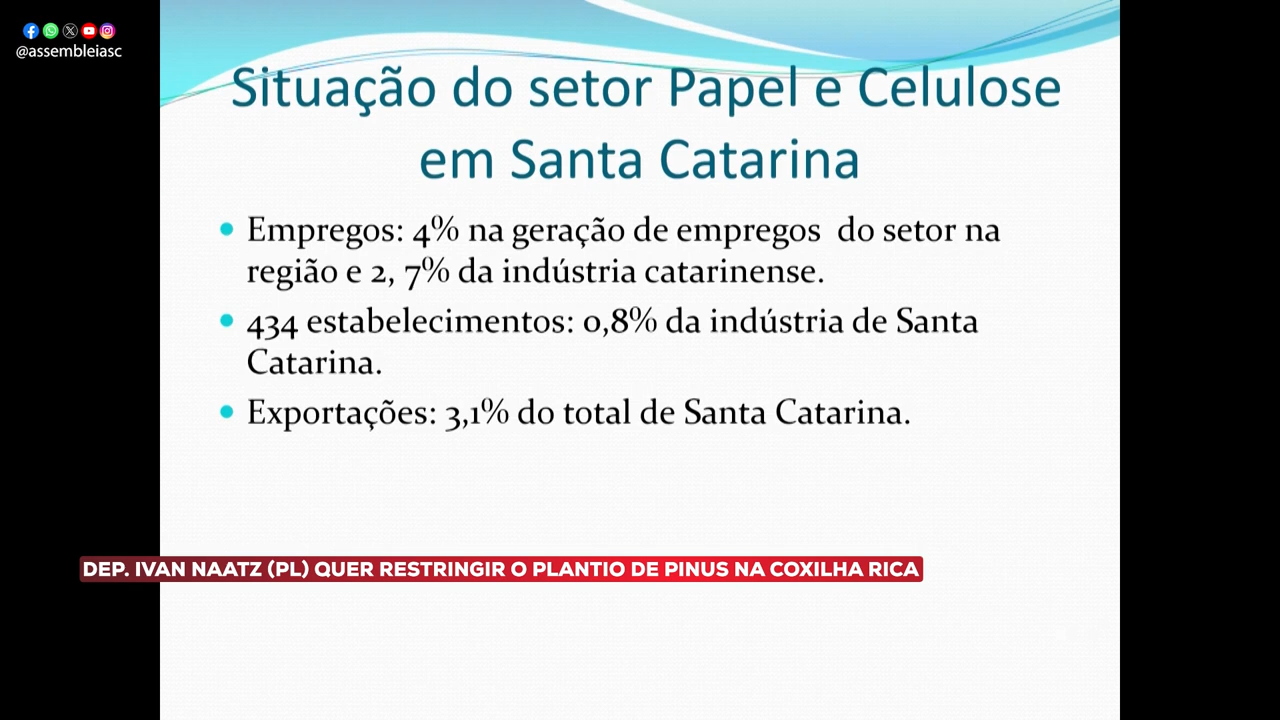 @assembleiasc
Situação do setor Papel e Celulose
em Santa Catarina
• Empregos: 4% na geração de empregos  do setor na
região e 2, 7% da indústria catarinense.
• 434 estabelecimentos: 0,8% da indústria de Santa
Catarina.
• Exportações: 3,1% do total de Santa Catarina.
DEP. IVAN NAATZ (PL) QUER RESTRINGIR O PLANTIO DE PINUS NA COXILHA RICA